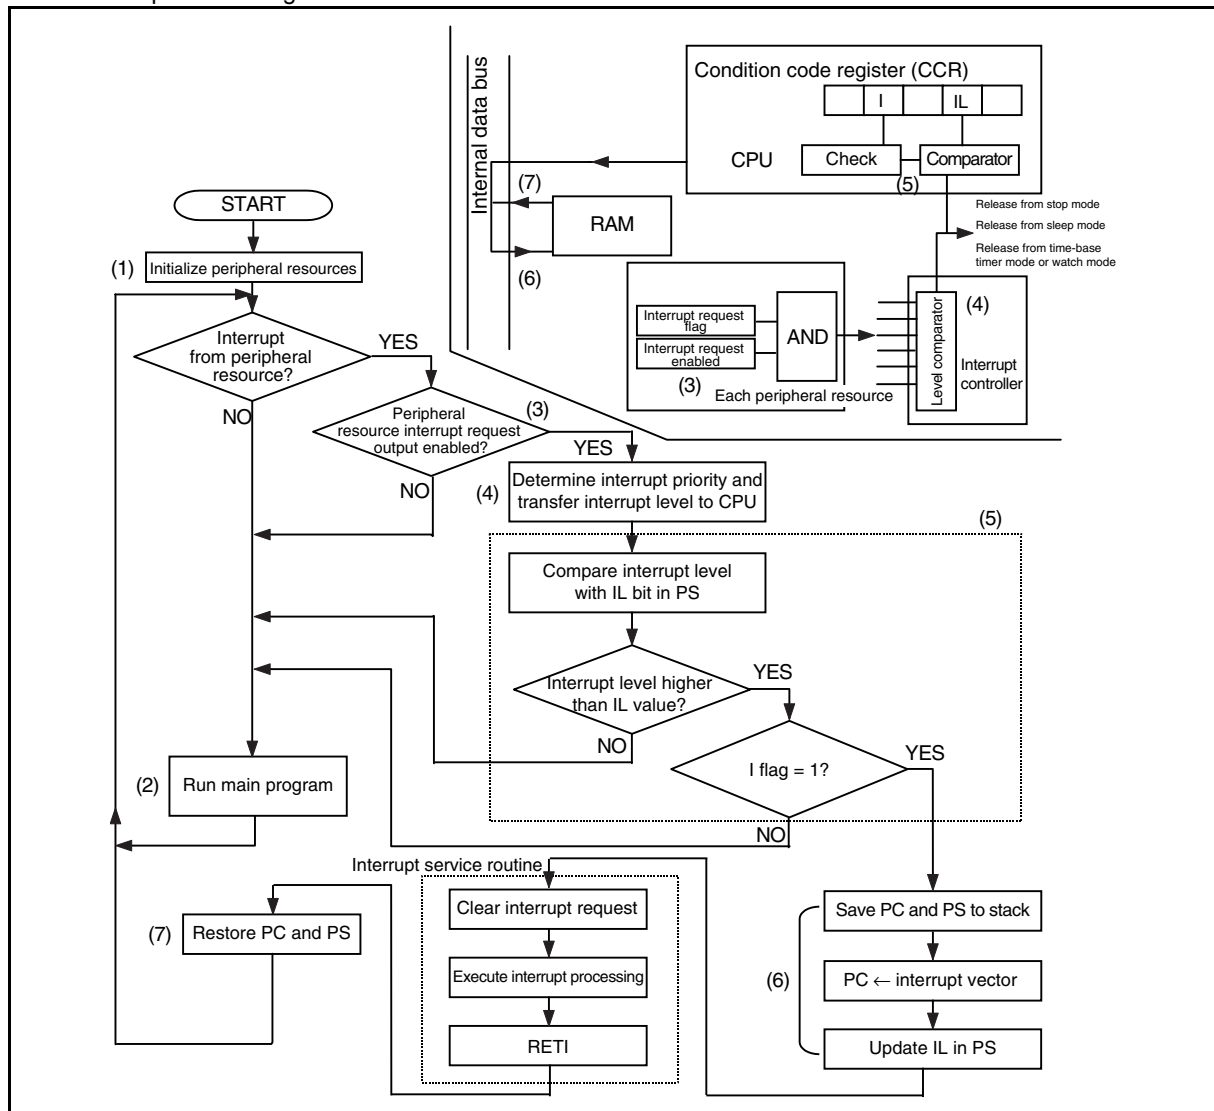 Internal data bus
Condition code register (CCR)
I
IL
CPU
Check
Comparator
(5)
(7)
RAM
(6)
Release from stop mode
Release from sleep mode
Release from time-base
timer mode or watch mode
Interrupt request
flag
Interrupt request
enabled
AND
(3)
Each peripheral resource
Level comparator
(4)
Interrupt
controller
START
(1)
Initialize peripheral resources
Interrupt
from peripheral
resource?
YES
NO
Peripheral
resource interrupt request
output enabled?
(3)
YES
NO
(4)
Determine interrupt priority and
transfer interrupt level to CPU
(5)
Compare interrupt level
with IL bit in PS
Interrupt level higher
than IL value?
YES
NO
I flag = 1?
YES
NO
(2)
Run main program
Interrupt service routine
Clear interrupt request
Execute interrupt processing
RETI
(7)
Restore PC and PS
(6)
Save PC and PS to stack
PC ← interrupt vector
Update IL in PS